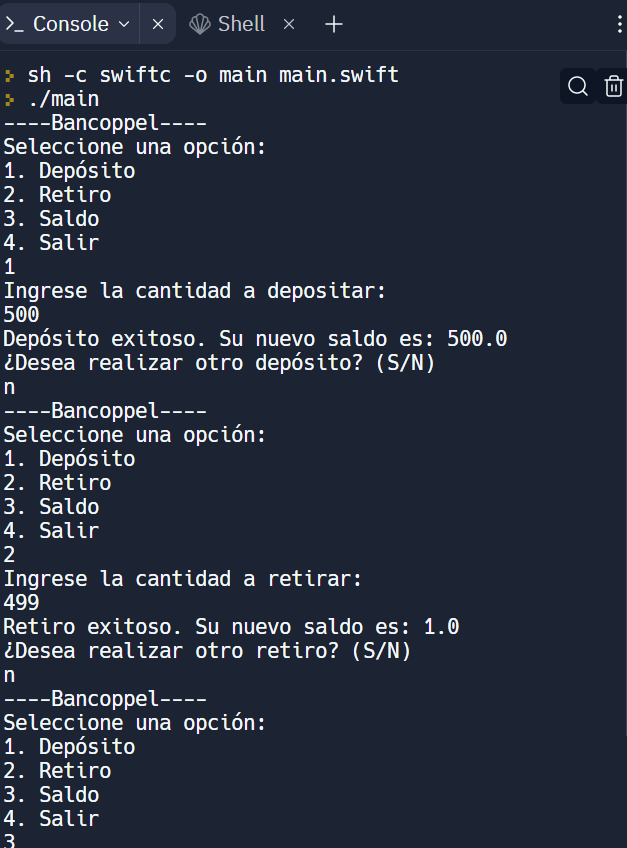 >_ Console
Shell
sh -c swiftc -o main main.swift
./main
----Bancoppel----
Seleccione una opción:
1. Depósito
2. Retiro
3. Saldo
4. Salir
1
Ingrese la cantidad a depositar:
500
Depósito exitoso. Su nuevo saldo es: 500.0
¿Desea realizar otro depósito? (S/N)
n
----Bancoppel----
Seleccione una opción:
1. Depósito
2. Retiro
3. Saldo
4. Salir
2
Ingrese la cantidad a retirar:
499
Retiro exitoso. Su nuevo saldo es: 1.0
¿Desea realizar otro retiro? (S/N)
n
----Bancoppel----
Seleccione una opción:
1. Depósito
2. Retiro
3. Saldo
4. Salir
3